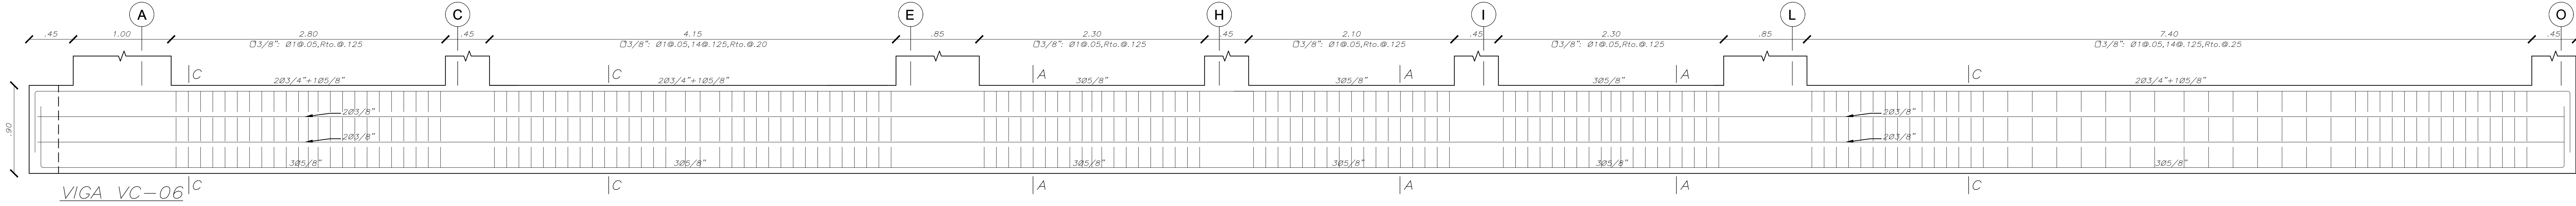 A C E H I L O
.45 1.00 2.80 .45 4.15 .85 2.30 .45 2.10 .45 2.30 .85 7.40 .45
3/8": Ø1@.05,Rto.@.125 3/8": Ø1@.05,14@.125,Rto.@.20 3/8": Ø1@.05,Rto.@.125 3/8": Ø1@.05,Rto.@.125 3/8": Ø1@.05,Rto.@.125 3/8": Ø1@.05,14@.125,Rto.@.25
C C A A A C
2Ø3/4"+1Ø5/8" 2Ø3/4"+1Ø5/8" 3Ø5/8" 3Ø5/8" 3Ø5/8" 2Ø3/4"+1Ø5/8"
2Ø3/8" 2Ø3/8"
.90
2Ø3/8" 2Ø3/8"
3Ø5/8" 3Ø5/8" 3Ø5/8" 3Ø5/8" 3Ø5/8" 3Ø5/8"
C C A A A C
VIGA VC-06